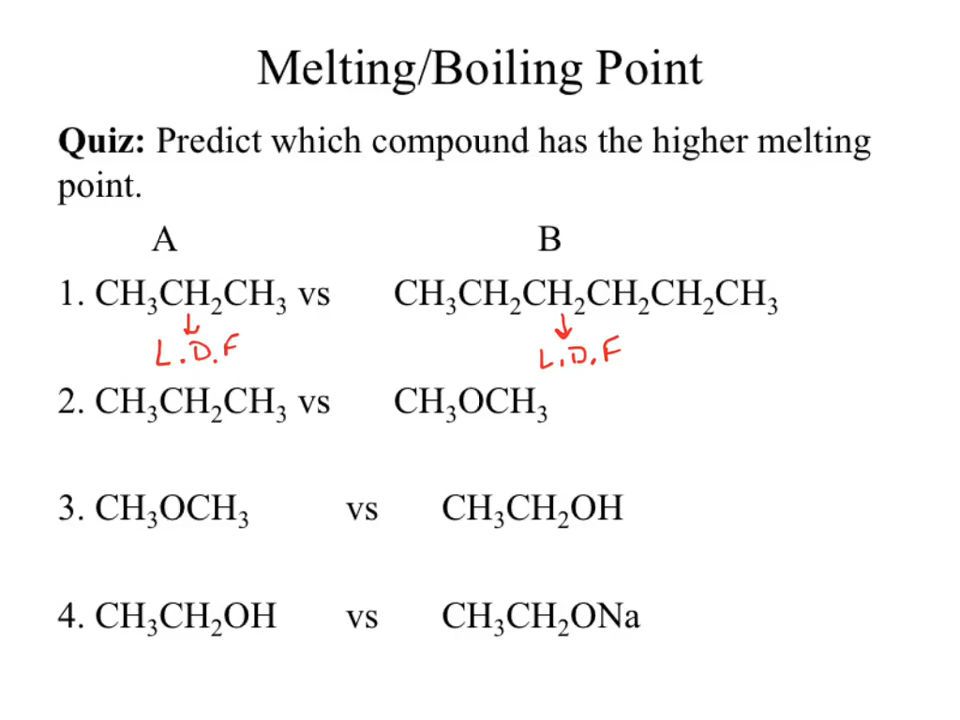 Melting/Boiling Point
Quiz: Predict which compound has the higher melting
point.
A B
1. CH₃CH₂CH₃ vs CH₃CH₂CH₂CH₂CH₂CH₃
L.D.F L.D.F
2. CH₃CH₂CH₃ vs CH₃OCH₃
3. CH₃OCH₃ vs CH₃CH₂OH
4. CH₃CH₂OH vs CH₃CH₂ONa